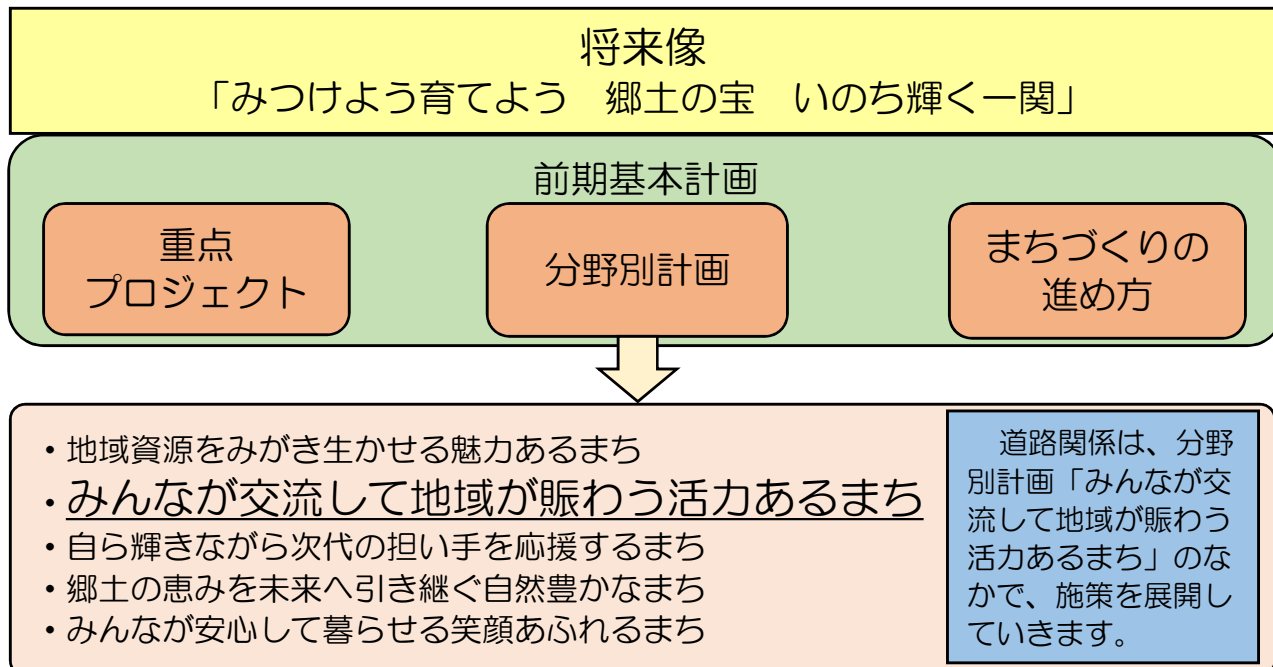 将来像
「みつけよう育てよう　郷土の宝　いのち輝く一関」
前期基本計画
重点
プロジェクト
分野別計画
まちづくりの
進め方
・地域資源をみがき生かせる魅力あるまち
・みんなが交流して地域が賑わう活力あるまち
・自ら輝きながら次代の担い手を応援するまち
・郷土の恵みを未来へ引き継ぐ自然豊かなまち
・みんなが安心して暮らせる笑顔あふれるまち
　道路関係は、分野
別計画「みんなが交
流して地域が賑わう
活力あるまち」のな
かで、施策を展開し
ていきます。